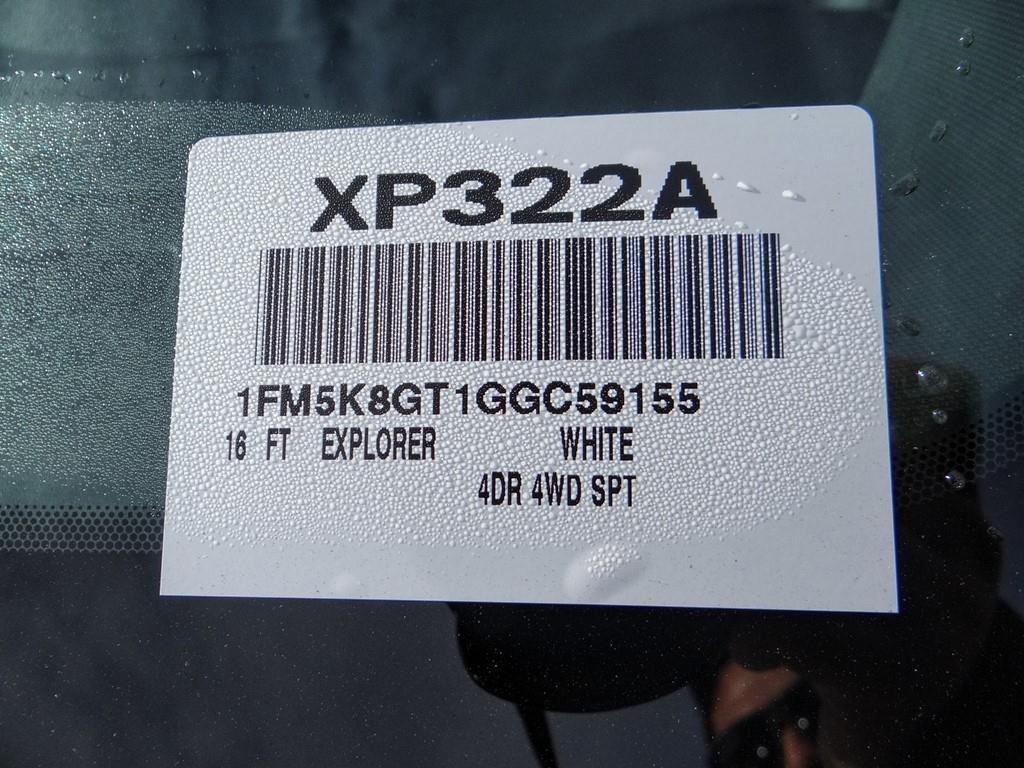 XP322A
1FM5K8GT1GGC59155
16 FT EXPLORER WHITE
4DR 4WD SPT